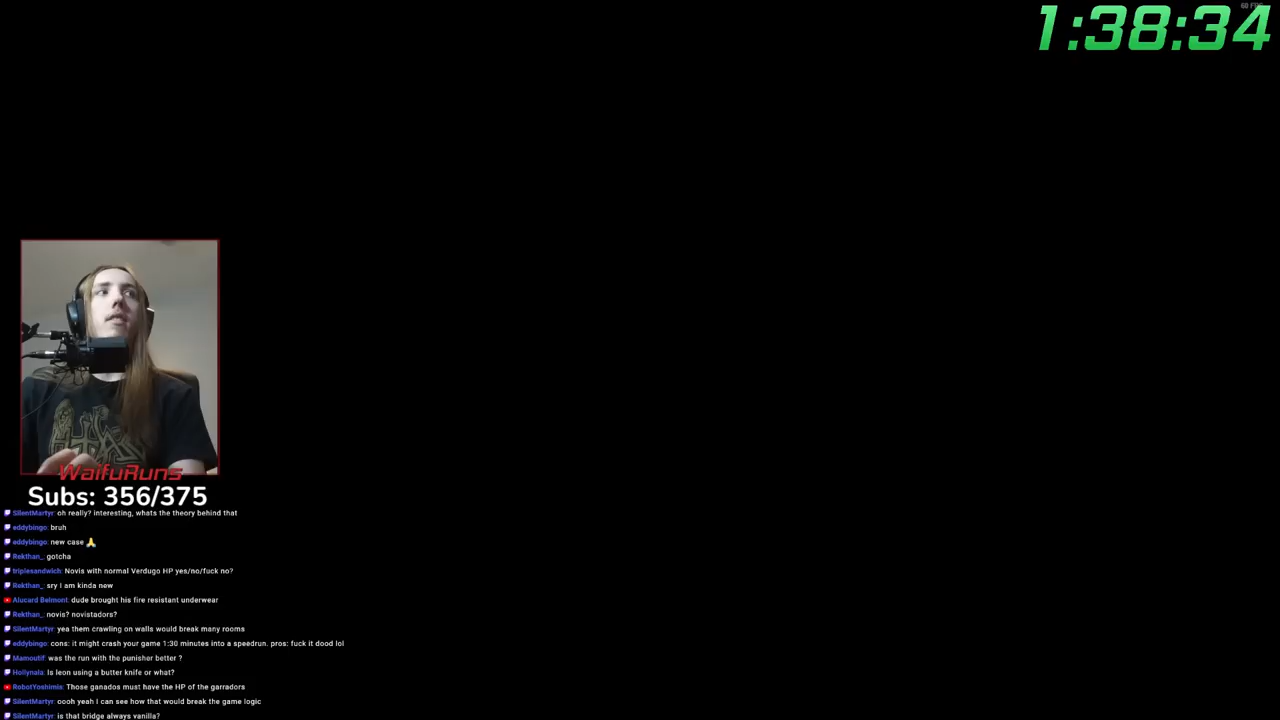 60 FPS
1:38:34
WaifuRuns
Subs: 356/375
SilentMartyr: oh really? interesting, whats the theory behind that
eddybingo: bruh
eddybingo: new case 🙏
Rekthan_: gotcha
triplesandwich: Novis with normal Verdugo HP yes/no/fuck no?
Rekthan_: sry I am kinda new
Alucard Belmont: dude brought his fire resistant underwear
Rekthan_: novis? novistadors?
SilentMartyr: yea them crawling on walls would break many rooms
eddybingo: cons: it might crash your game 1:30 minutes into a speedrun. pros: fuck it dood lol
Mamoutif: was the run with the punisher better ?
Hollynala: Is leon using a butter knife or what?
RobotYoshimia: Those ganados must have the HP of the garradors
SilentMartyr: oooh yeah I can see how that would break the game logic
SilentMartyr: is that bridge always vanilla?